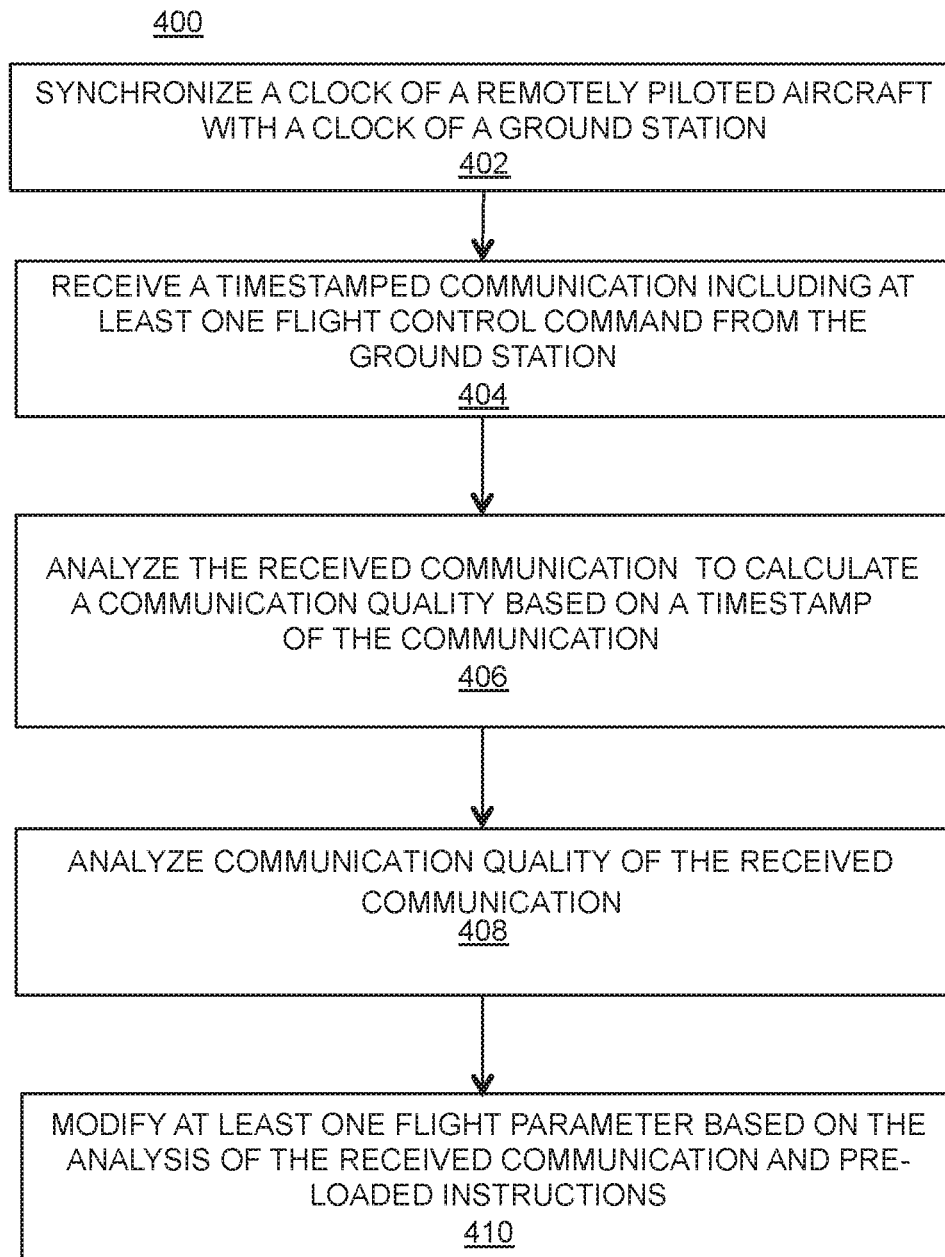 400
SYNCHRONIZE A CLOCK OF A REMOTELY PILOTED AIRCRAFT
WITH A CLOCK OF A GROUND STATION
402
RECEIVE A TIMESTAMPED COMMUNICATION INCLUDING AT
LEAST ONE FLIGHT CONTROL COMMAND FROM THE
GROUND STATION
404
ANALYZE THE RECEIVED COMMUNICATION TO CALCULATE
A COMMUNICATION QUALITY BASED ON A TIMESTAMP
OF THE COMMUNICATION
406
ANALYZE COMMUNICATION QUALITY OF THE RECEIVED
COMMUNICATION
408
MODIFY AT LEAST ONE FLIGHT PARAMETER BASED ON THE
ANALYSIS OF THE RECEIVED COMMUNICATION AND PRE-
LOADED INSTRUCTIONS
410